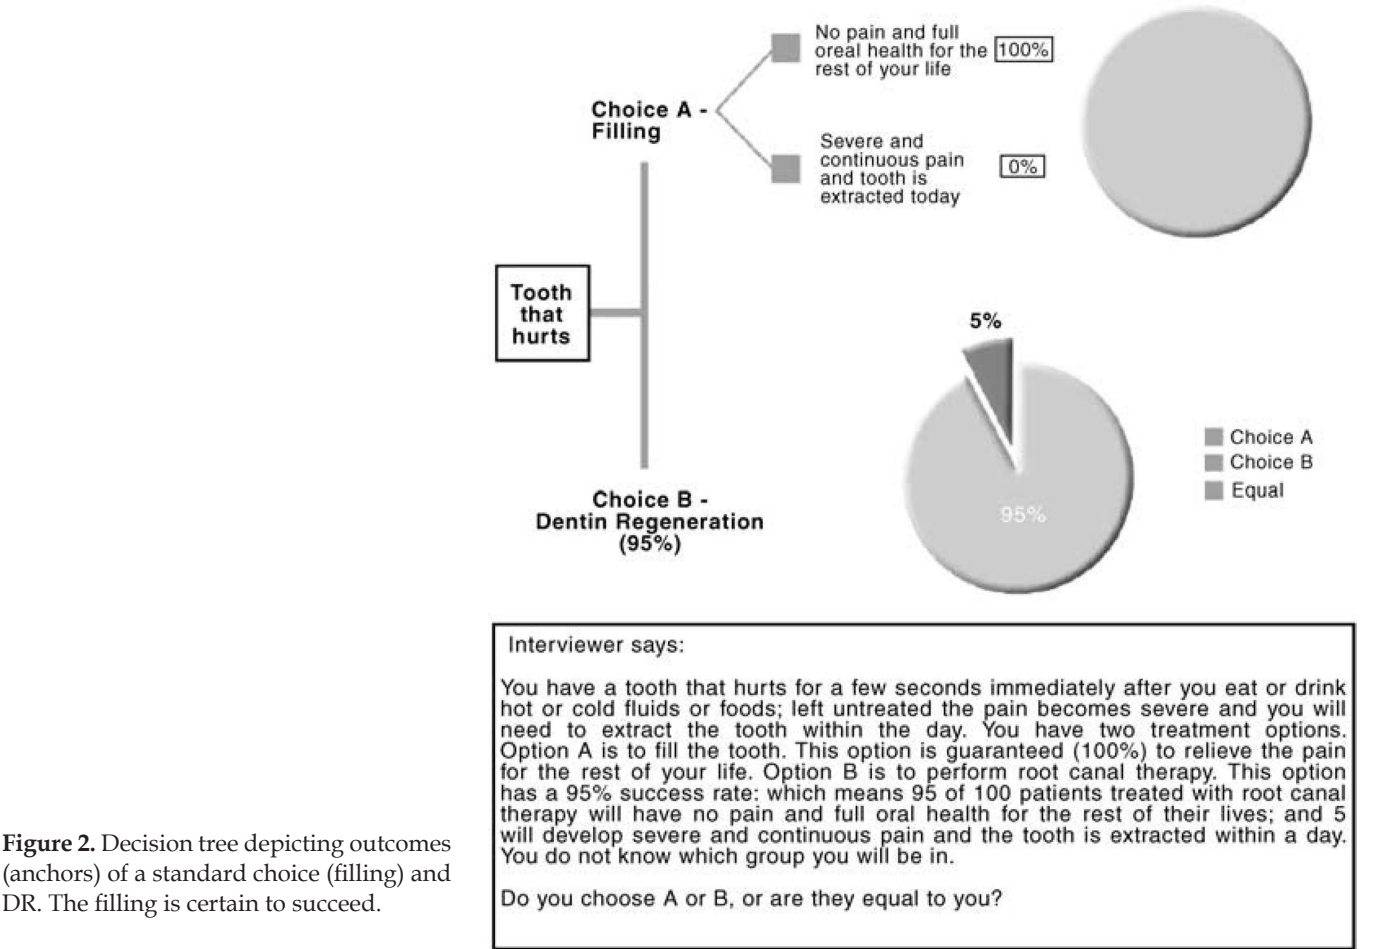 No pain and full
oreal health for the
rest of your life
100%
Choice A -
Filling
Severe and
continuous pain
and tooth is
extracted today
0%
Tooth
that
hurts
5%
95%
Choice A
Choice B
Equal
Choice B -
Dentin Regeneration
(95%)
Interviewer says:
You have a tooth that hurts for a few seconds immediately after you eat or drink
hot or cold fluids or foods; left untreated the pain becomes severe and you will
need to extract the tooth within the day. You have two treatment options.
Option A is to fill the tooth. This option is guaranteed (100%) to relieve the pain
for the rest of your life. Option B is to perform root canal therapy. This option
has a 95% success rate: which means 95 of 100 patients treated with root canal
therapy will have no pain and full oral health for the rest of their lives; and 5
will develop severe and continuous pain and the tooth is extracted within a day.
You do not know which group you will be in.
Do you choose A or B, or are they equal to you?
Figure 2. Decision tree depicting outcomes
(anchors) of a standard choice (filling) and
DR. The filling is certain to succeed.